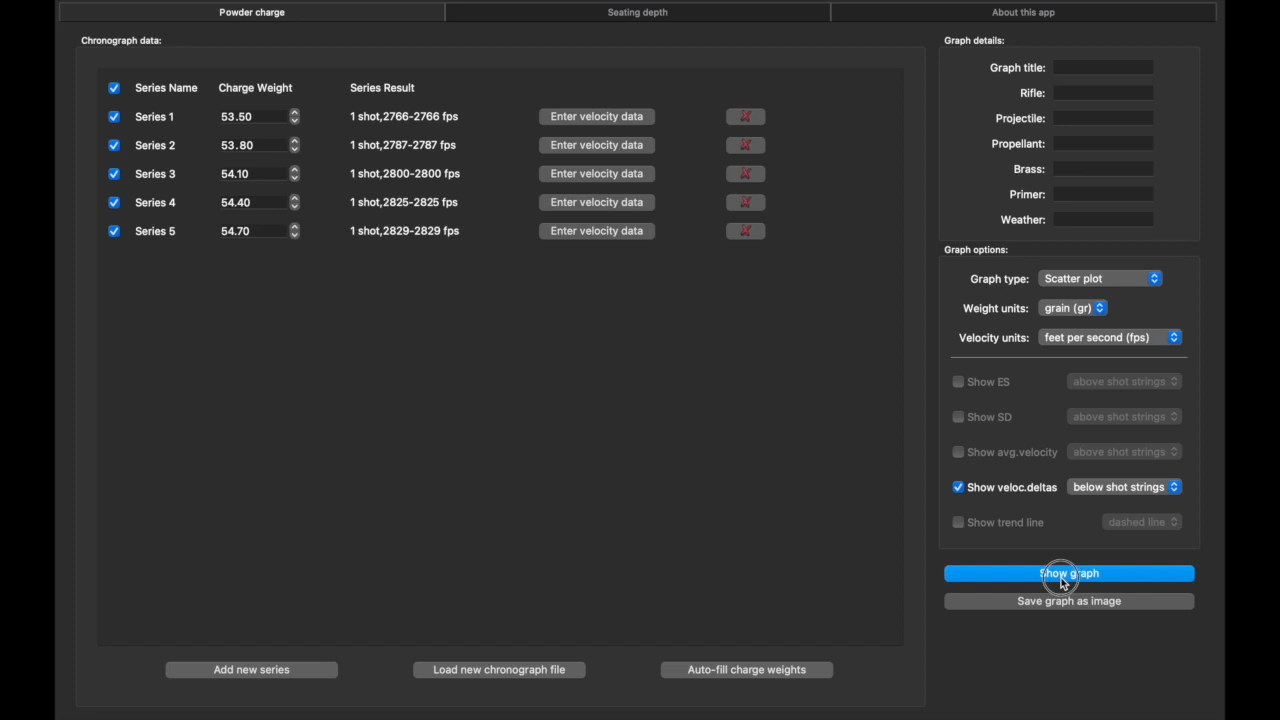 Powder charge Seating depth About this app
Chronograph data: Graph details:
Series Name Charge Weight Series Result
Series 1 53.50 1 shot,2766-2766 fps Enter velocity data
Series 2 53.80 1 shot,2787-2787 fps Enter velocity data
Series 3 54.10 1 shot,2800-2800 fps Enter velocity data
Series 4 54.40 1 shot,2825-2825 fps Enter velocity data
Series 5 54.70 1 shot,2829-2829 fps Enter velocity data
Add new series Load new chronograph file Auto-fill charge weights
Graph title:
Rifle:
Projectile:
Propellant:
Brass:
Primer:
Weather:
Graph options:
Graph type: Scatter plot
Weight units: grain (gr)
Velocity units: feet per second (fps)
Show ES above shot strings
Show SD above shot strings
Show avg.velocity above shot strings
Show veloc.deltas below shot strings
Show trend line dashed line
Show graph
Save graph as image